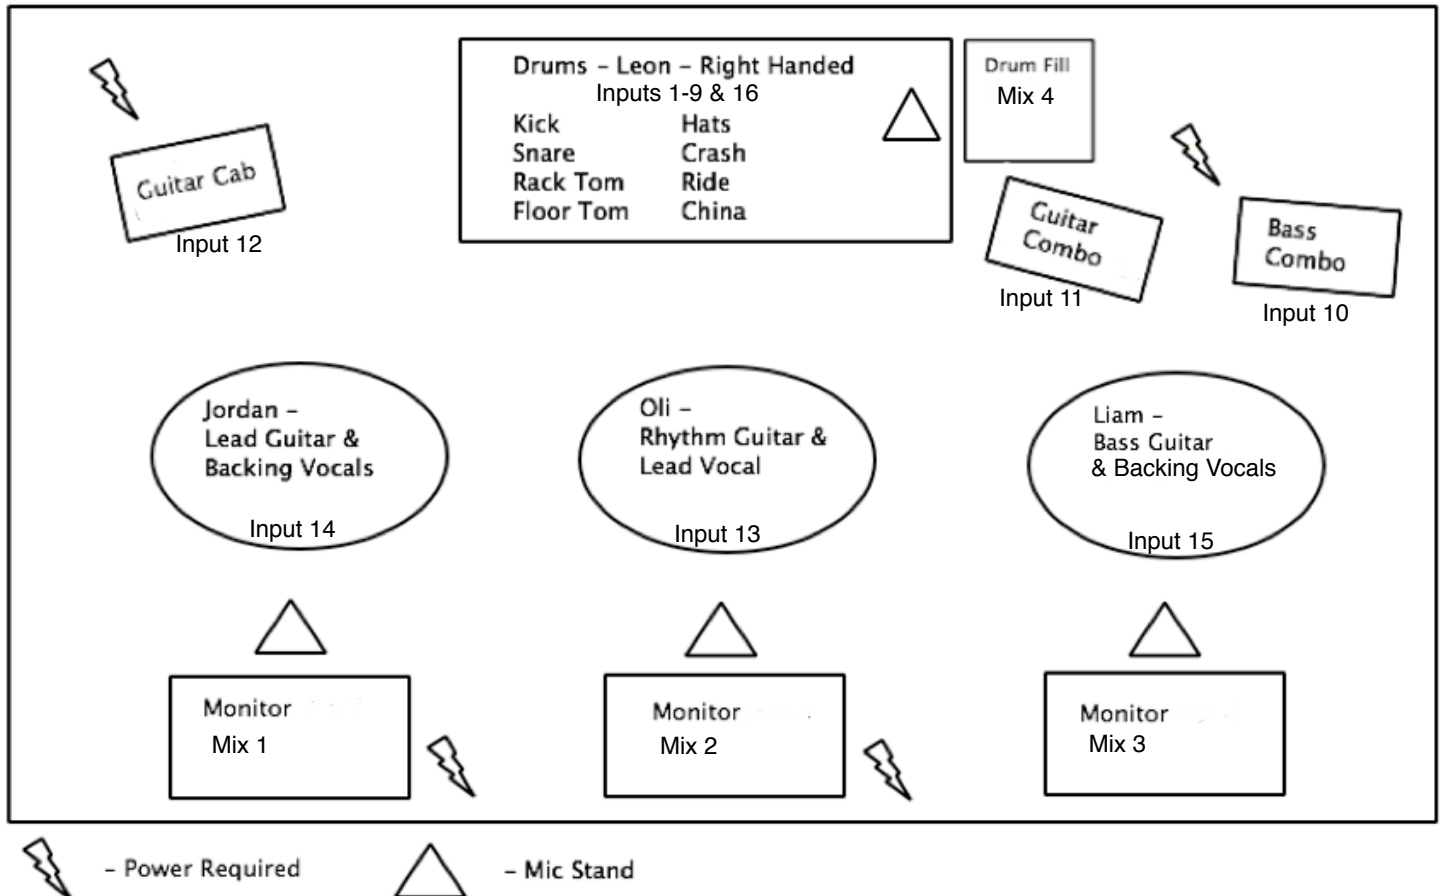 Drums – Leon – Right Handed
Inputs 1-9 & 16
Kick Hats
Snare Crash
Rack Tom Ride
Floor Tom China
Drum Fill
Mix 4
Guitar Cab
Input 12
Guitar
Combo
Input 11
Bass
Combo
Input 10
Jordan –
Lead Guitar &
Backing Vocals
Input 14
Oli –
Rhythm Guitar &
Lead Vocal
Input 13
Liam –
Bass Guitar
& Backing Vocals
Input 15
Monitor
Mix 1
Monitor
Mix 2
Monitor
Mix 3
– Power Required
– Mic Stand